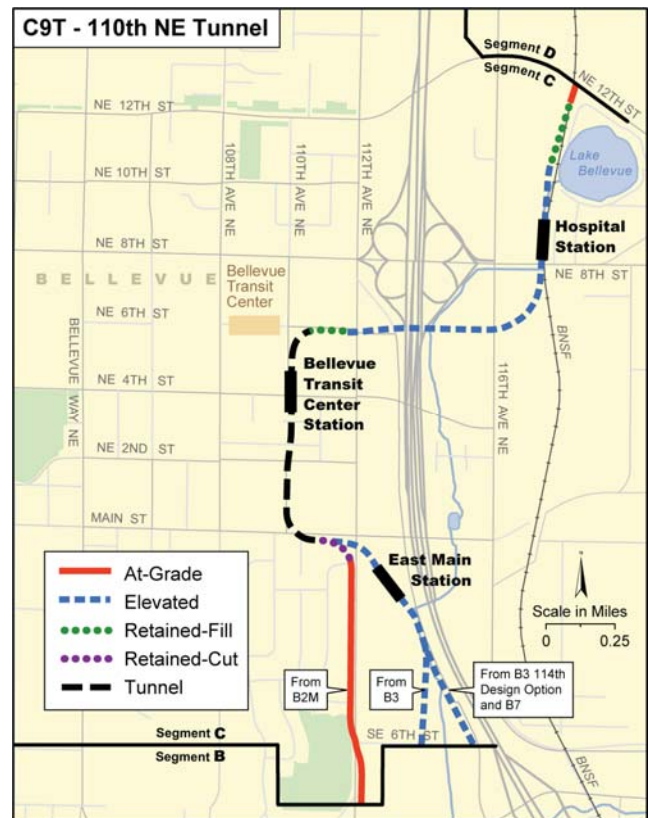 C9T - 110th NE Tunnel
Segment D
Segment C
NE 12TH ST
NE 12TH ST
108TH AVE NE
110TH AVE NE
112TH AVE NE
Lake
Bellevue
NE 10TH ST
Hospital
Station
NE 8TH ST
NE 8TH ST
BELLEVUE
Bellevue
Transit
Center
NE 6TH ST
BNSF
BELLEVUE WAY NE
Bellevue
Transit
Center
Station
116TH AVE NE
NE 4TH ST
NE 2ND ST
MAIN ST
East Main
Station
At-Grade
Elevated
Retained-Fill
Retained-Cut
Tunnel
Scale in Miles
0 0.25
From
B2M
From
B3
From B3 114th
Design Option
and B7
SE 6TH ST
Segment C
Segment B
BNSF